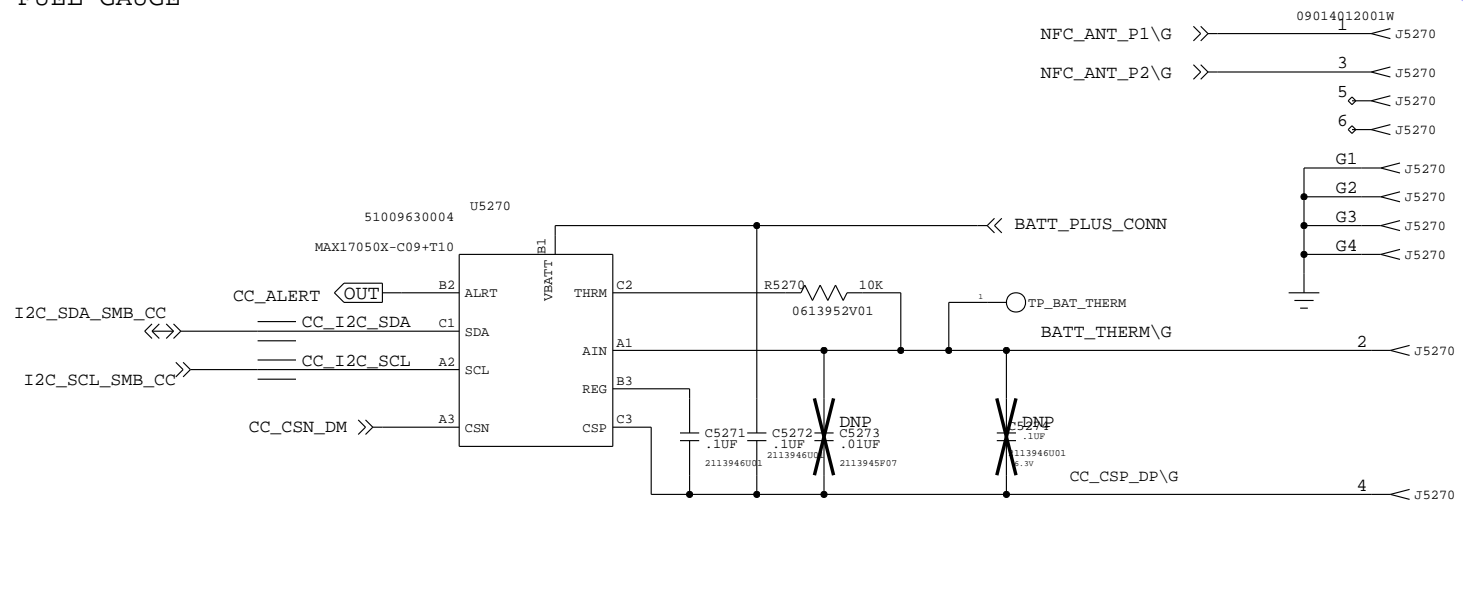 FUEL GAUGE
09014012001W
NFC_ANT_P1\G
1
J5270
NFC_ANT_P2\G
3
J5270
5
J5270
6
J5270
G1
J5270
G2
J5270
G3
J5270
G4
J5270
U5270
51009630004
MAX17050X-C09+T10
BATT_PLUS_CONN
B1
VBATT
CC_ALERT
OUT
B2
ALRT
THRM
C2
R5270
10K
0613952V01
1
TP_BAT_THERM
I2C_SDA_SMB_CC
CC_I2C_SDA
C1
SDA
BATT_THERM\G
AIN
A1
2
J5270
I2C_SCL_SMB_CC
CC_I2C_SCL
A2
SCL
REG
B3
CC_CSN_DM
A3
CSN
CSP
C3
C5271
.1UF
2113946U01
C5272
.1UF
2113946U01
DNP
C5273
.01UF
2113945F07
DNP
C5274
.1UF
2113946U01
6.3V
CC_CSP_DP\G
4
J5270